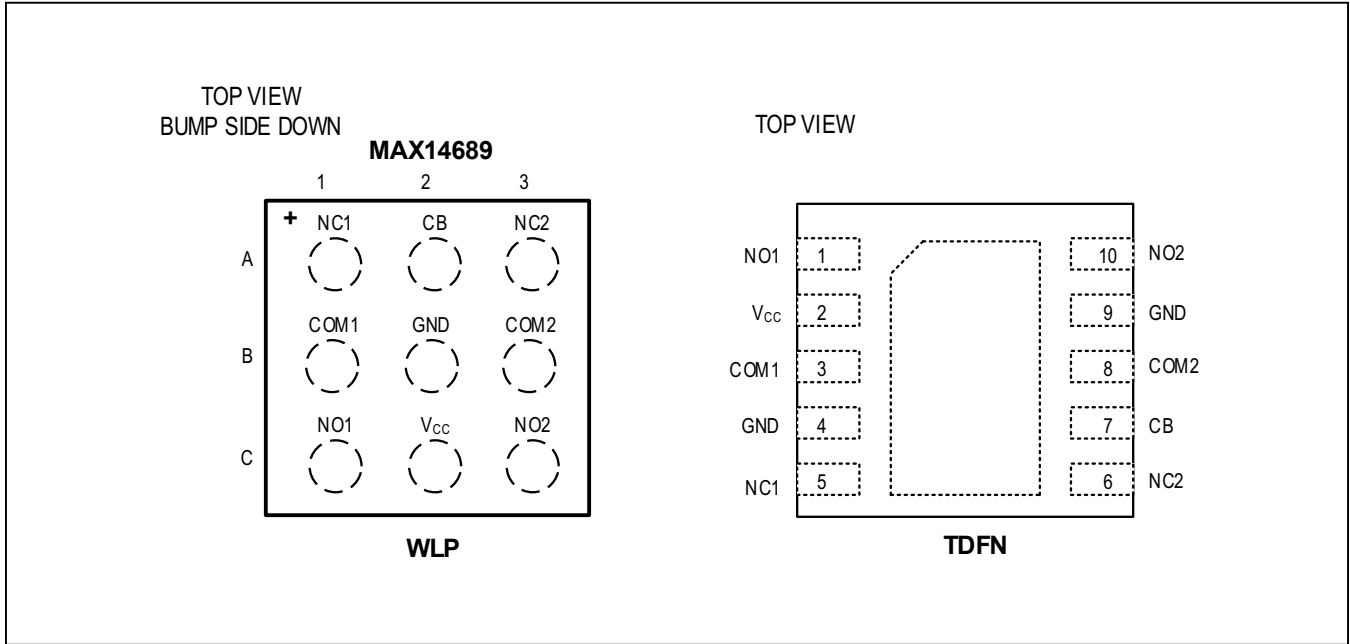 TOP VIEW
BUMP SIDE DOWN
MAX14689
1 2 3
+ NC1 CB NC2
A
COM1 GND COM2
B
NO1 VCC NO2
C
WLP
TOP VIEW
NO1 1 10 NO2
VCC 2 9 GND
COM1 3 8 COM2
GND 4 7 CB
NC1 5 6 NC2
TDFN